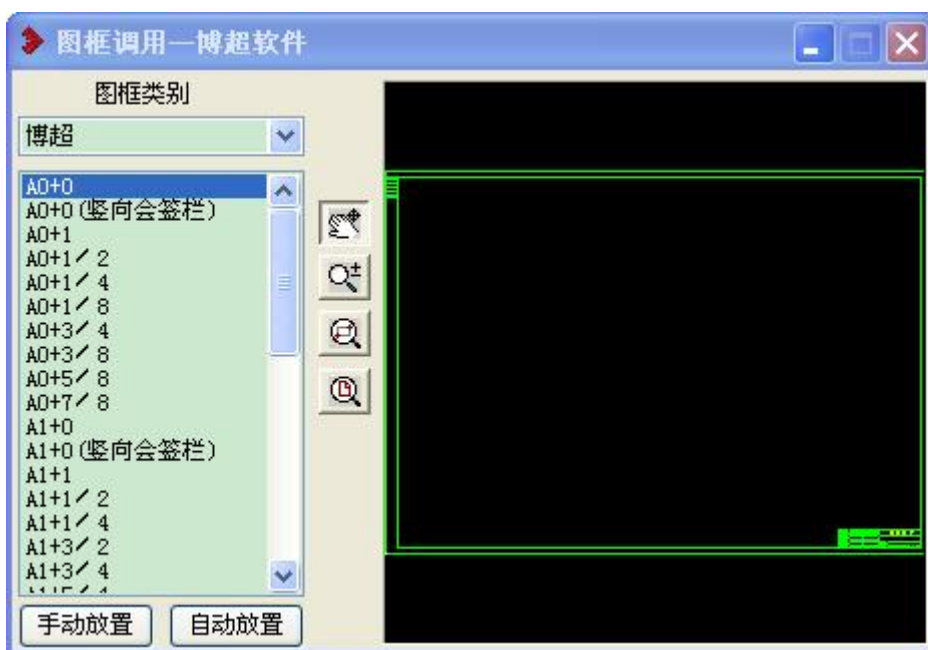 图框调用—博超软件
图框类别
博超
A0+0
A0+0(竖向会签栏)
A0+1
A0+1/2
A0+1/4
A0+1/8
A0+3/4
A0+3/8
A0+5/8
A0+7/8
A1+0
A1+0(竖向会签栏)
A1+1
A1+1/2
A1+1/4
A1+3/2
A1+3/4
手动放置
自动放置